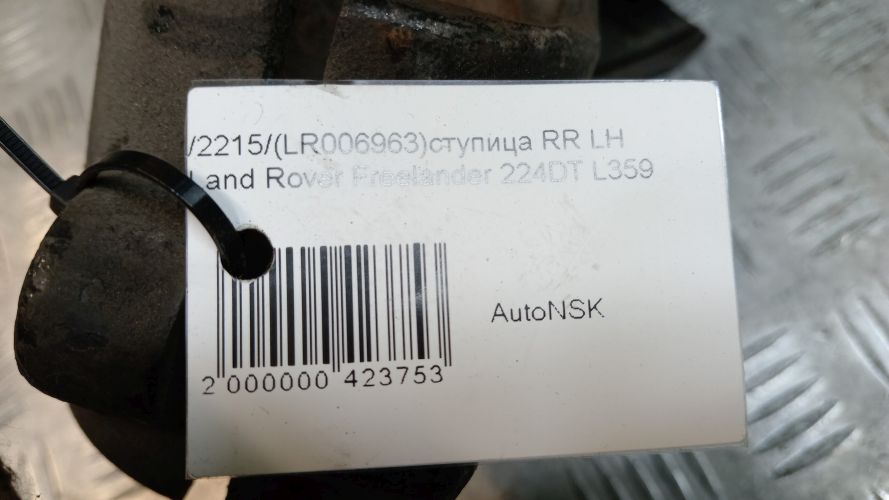 /2215/(LR006963)ступица RR LH
Land Rover Freelander 224DT L359
AutoNSK
2 000000 423753